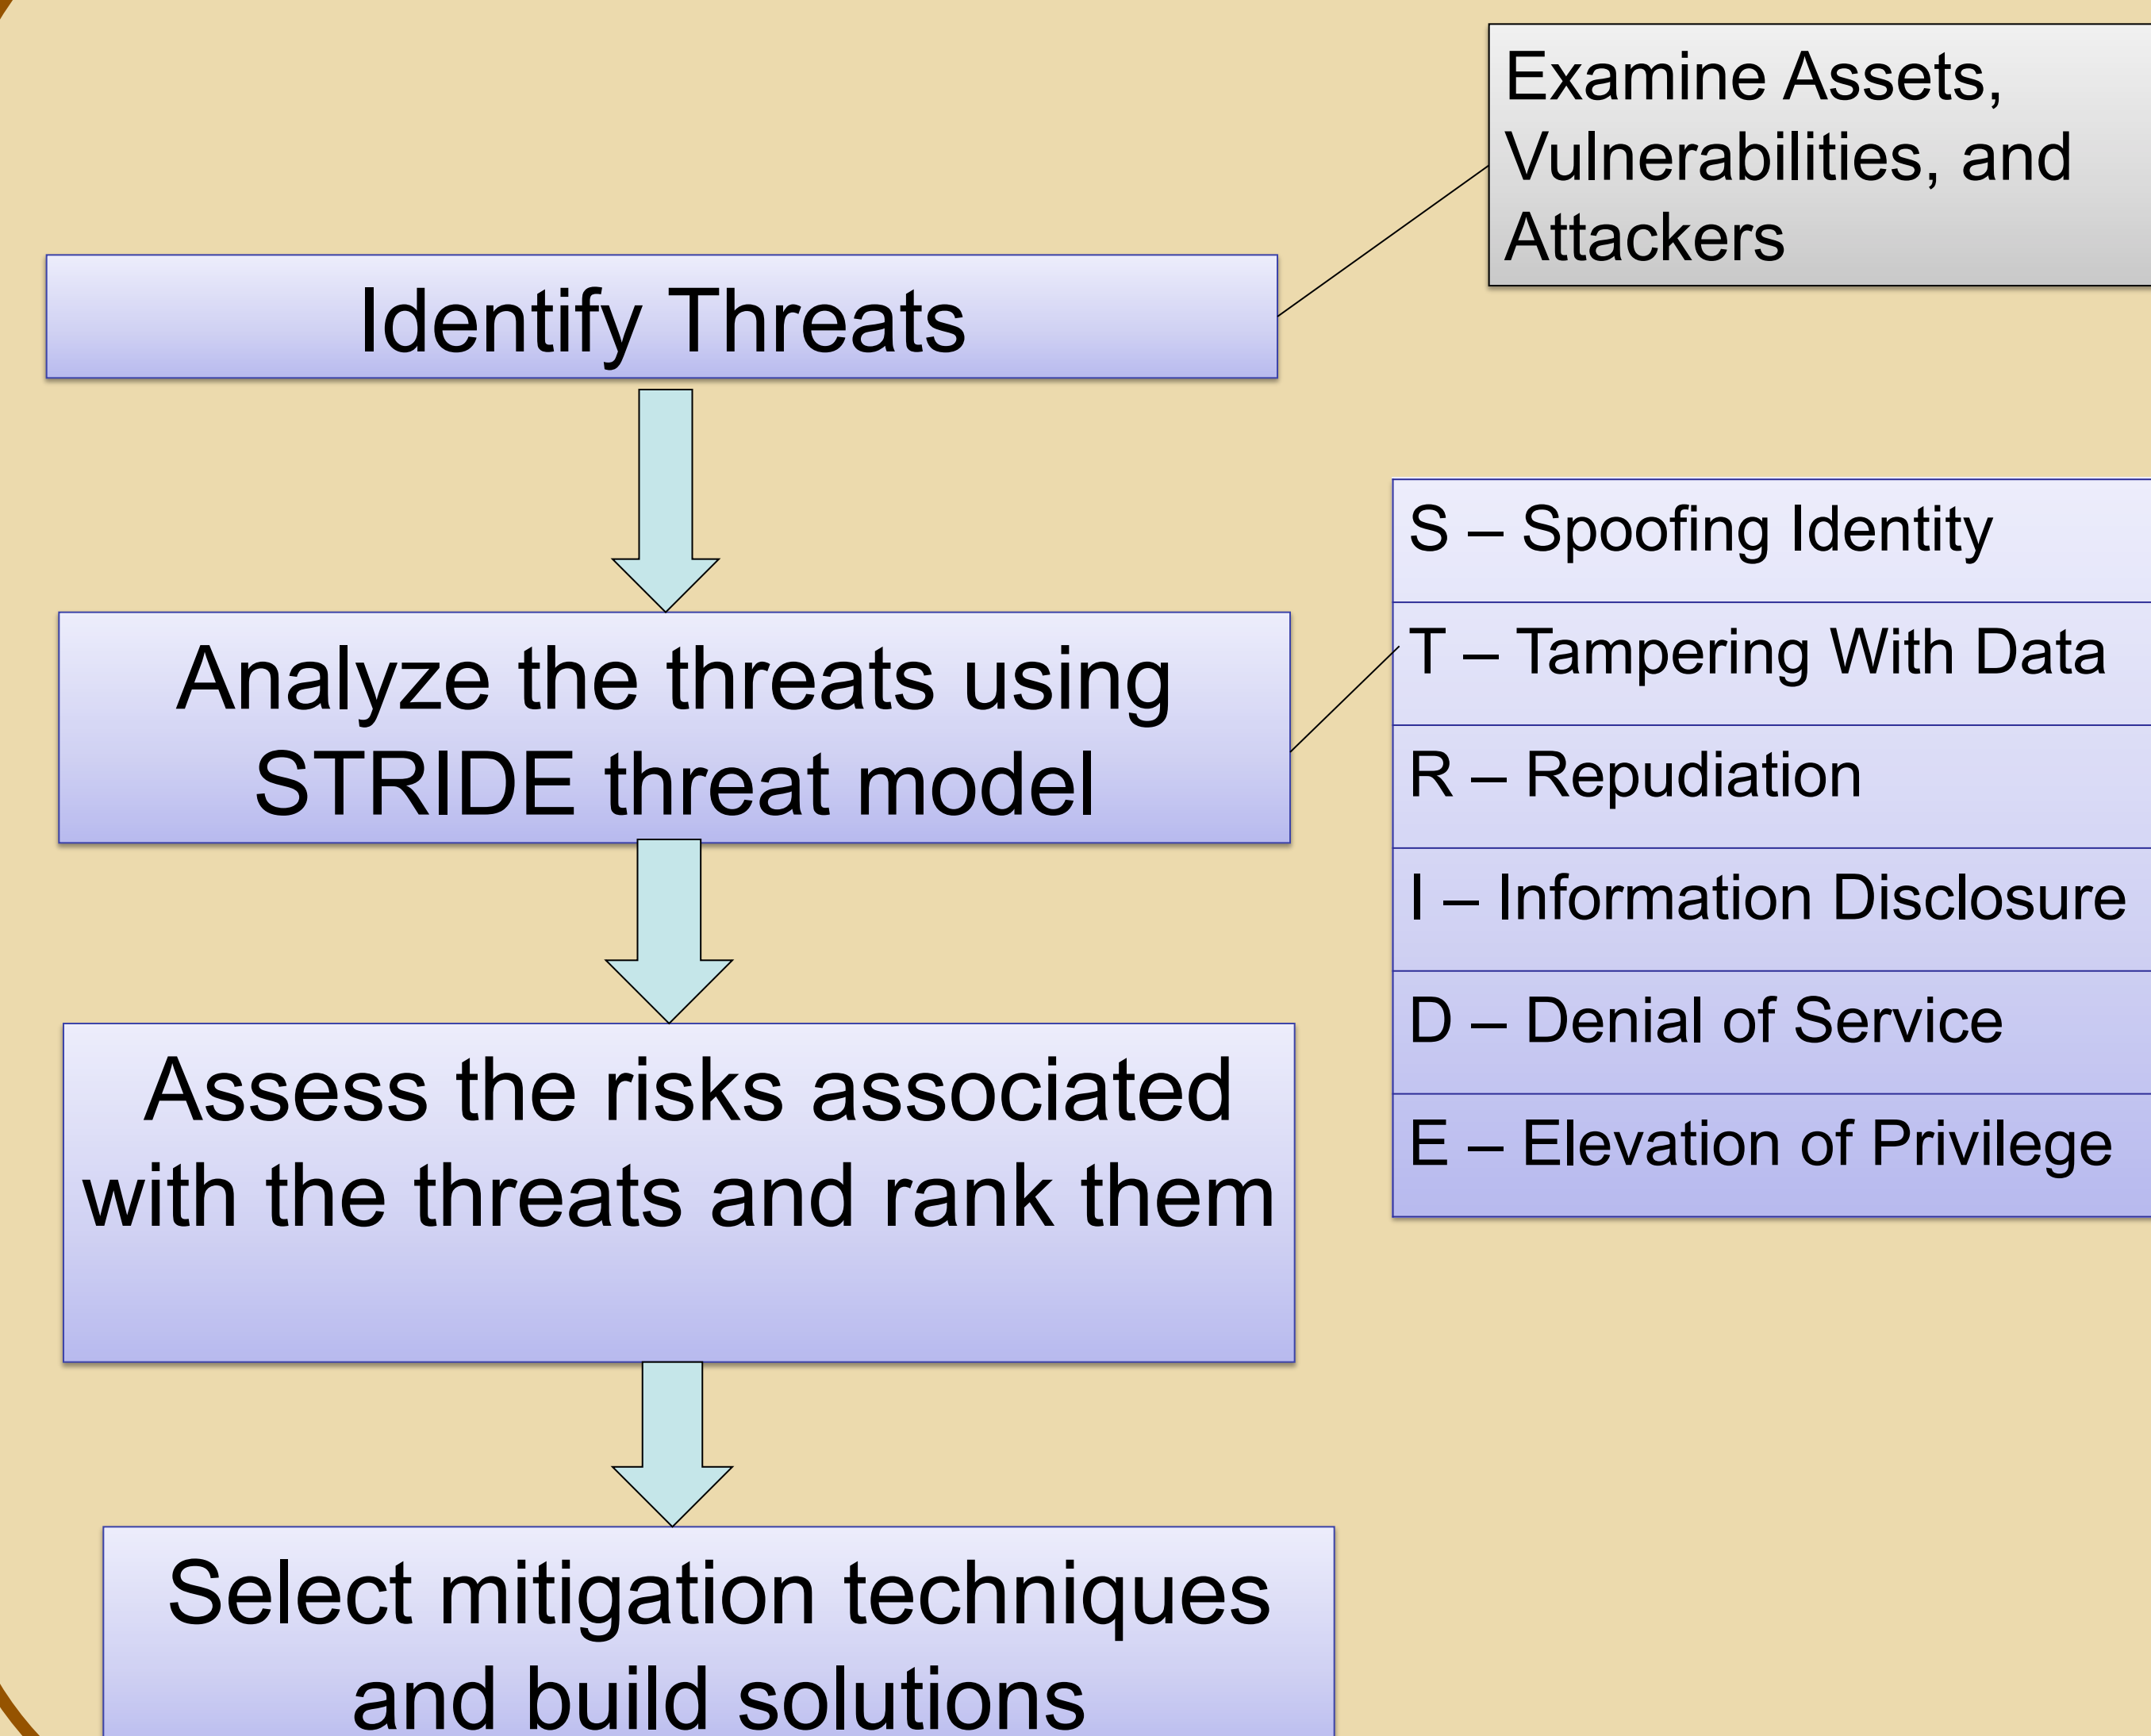 Examine Assets,
Vulnerabilities, and
Attackers
Identify Threats
Analyze the threats using
STRIDE threat model
S – Spoofing Identity
T – Tampering With Data
R – Repudiation
I – Information Disclosure
D – Denial of Service
E – Elevation of Privilege
Assess the risks associated
with the threats and rank them
Select mitigation techniques
and build solutions